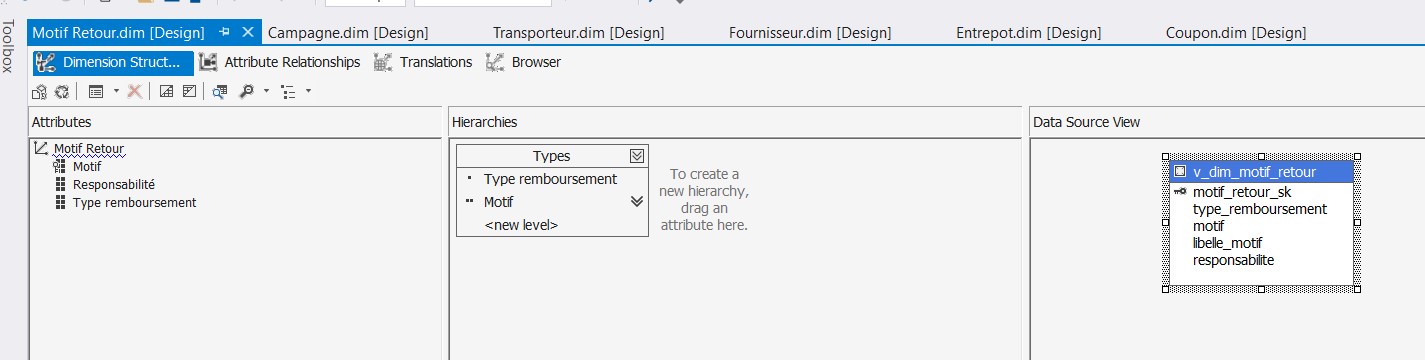 Toolbox
Motif Retour.dim [Design] Campagne.dim [Design] Transporteur.dim [Design] Fournisseur.dim [Design] Entrepot.dim [Design] Coupon.dim [Design]
Dimension Struct... Attribute Relationships Translations Browser
Attributes
Motif Retour
Motif
Responsabilité
Type remboursement
Hierarchies
Types
Type remboursement
Motif
<new level>
To create a
new hierarchy,
drag an
attribute here.
Data Source View
v_dim_motif_retour
motif_retour_sk
type_remboursement
motif
libelle_motif
responsabilite